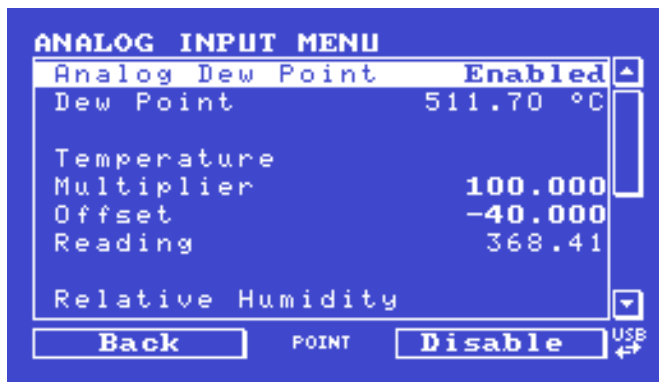 ANALOG INPUT MENU
Analog Dew Point Enabled
Dew Point 511.70 °C
Temperature
Multiplier 100.000
Offset -40.000
Reading 368.41
Relative Humidity
Back POINT Disable USB